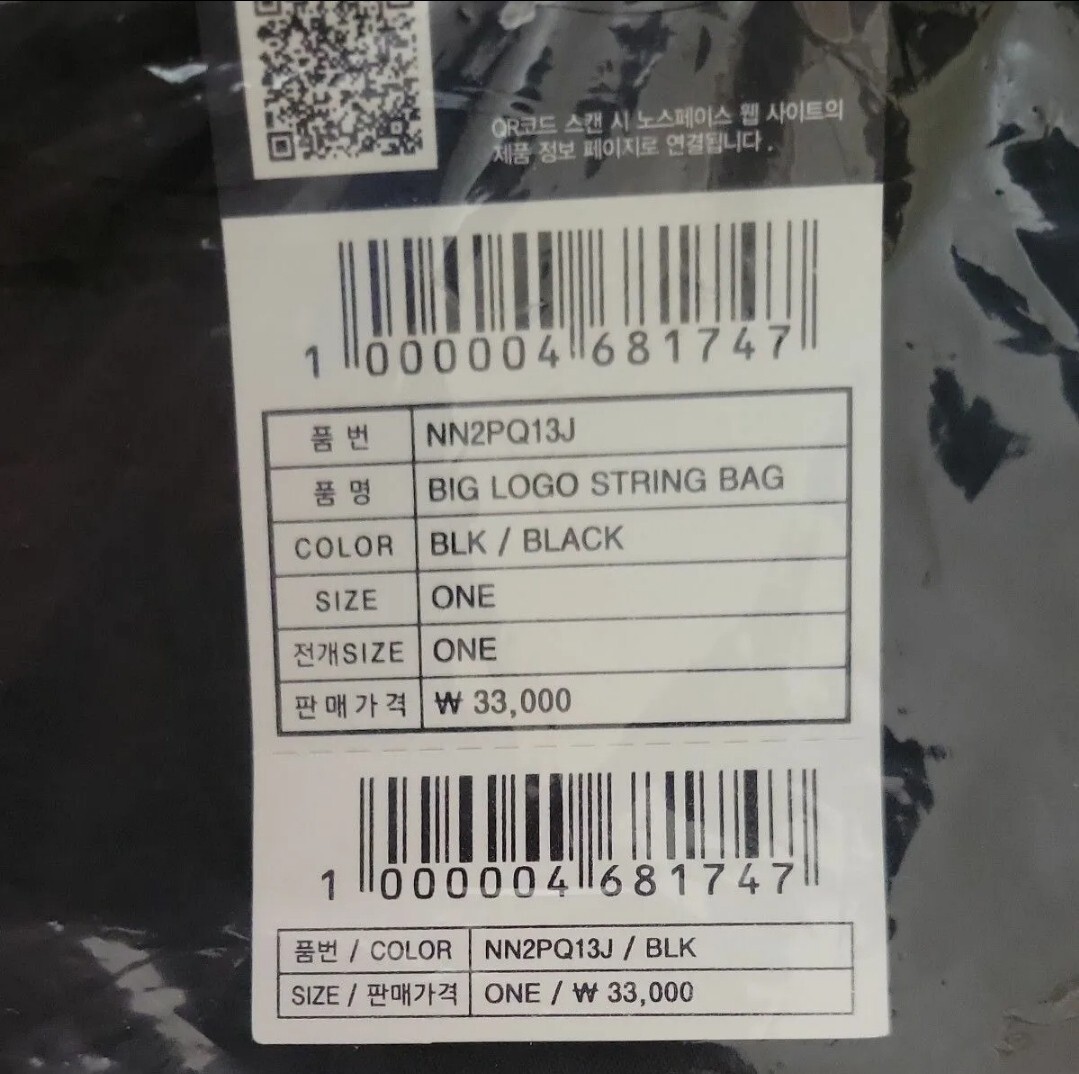 QR코드 스캔 시 노스페이스 웹 사이트의
제품 정보 페이지로 연결됩니다.
1 000004 681747
품 번 NN2PQ13J
품 명 BIG LOGO STRING BAG
COLOR BLK / BLACK
SIZE ONE
전개SIZE ONE
판매가격 ₩ 33,000
1 000004 681747
품번 / COLOR NN2PQ13J / BLK
SIZE / 판매가격 ONE / ₩ 33,000